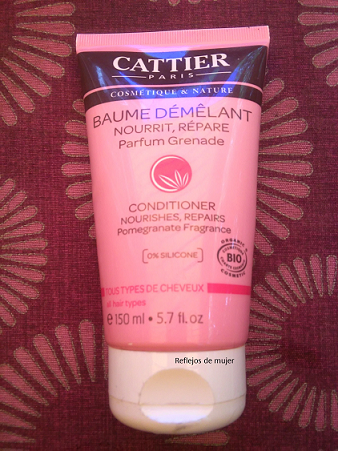 CATTIER
PARIS
COSMÉTIQUE & NATURE
BAUME DÉMÊLANT
NOURRIT, RÉPARE
Parfum Grenade
CONDITIONER
NOURISHES, REPAIRS
Pomegranate Fragrance
0% SILICONE
BIO
COSMETIC
TOUS TYPES DE CHEVEUX
all hair types
e 150 ml • 5.7 fl.oz
Reflejos de mujer